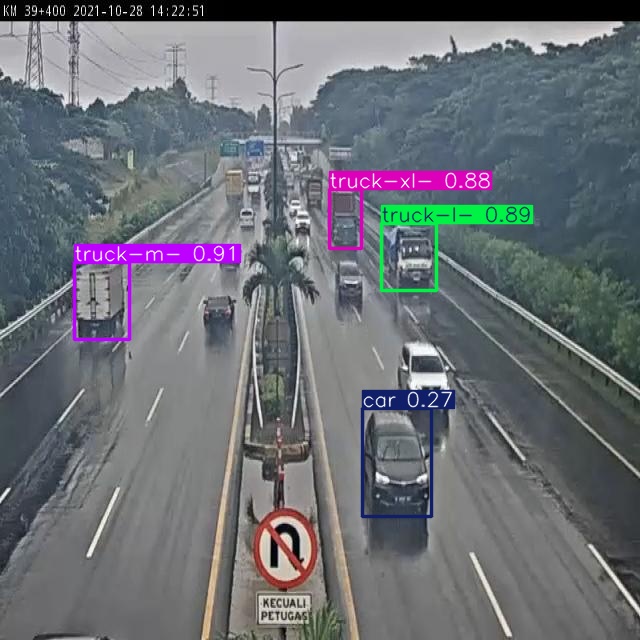 KM 39+400 2021-10-28 14:22:51
truck-xl- 0.88
truck-l- 0.89
truck-m- 0.91
car 0.27
KECUALI
PETUGAS